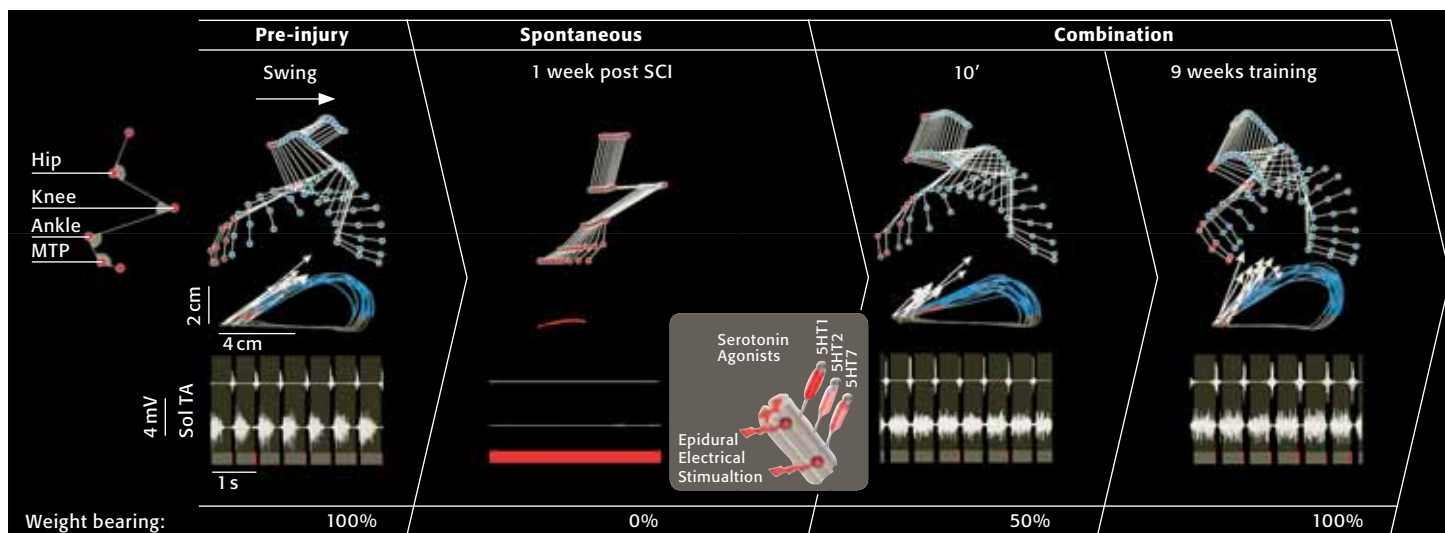 Pre-injury
Spontaneous
Combination
Swing
1 week post SCI
10'
9 weeks training
Hip
Knee
Ankle
MTP
2 cm
4 cm
4 mV
Sol TA
1 s
Serotonin
Agonists
5HT1
5HT2
5HT7
Epidural
Electrical
Stimualtion
Weight bearing:
100%
0%
50%
100%